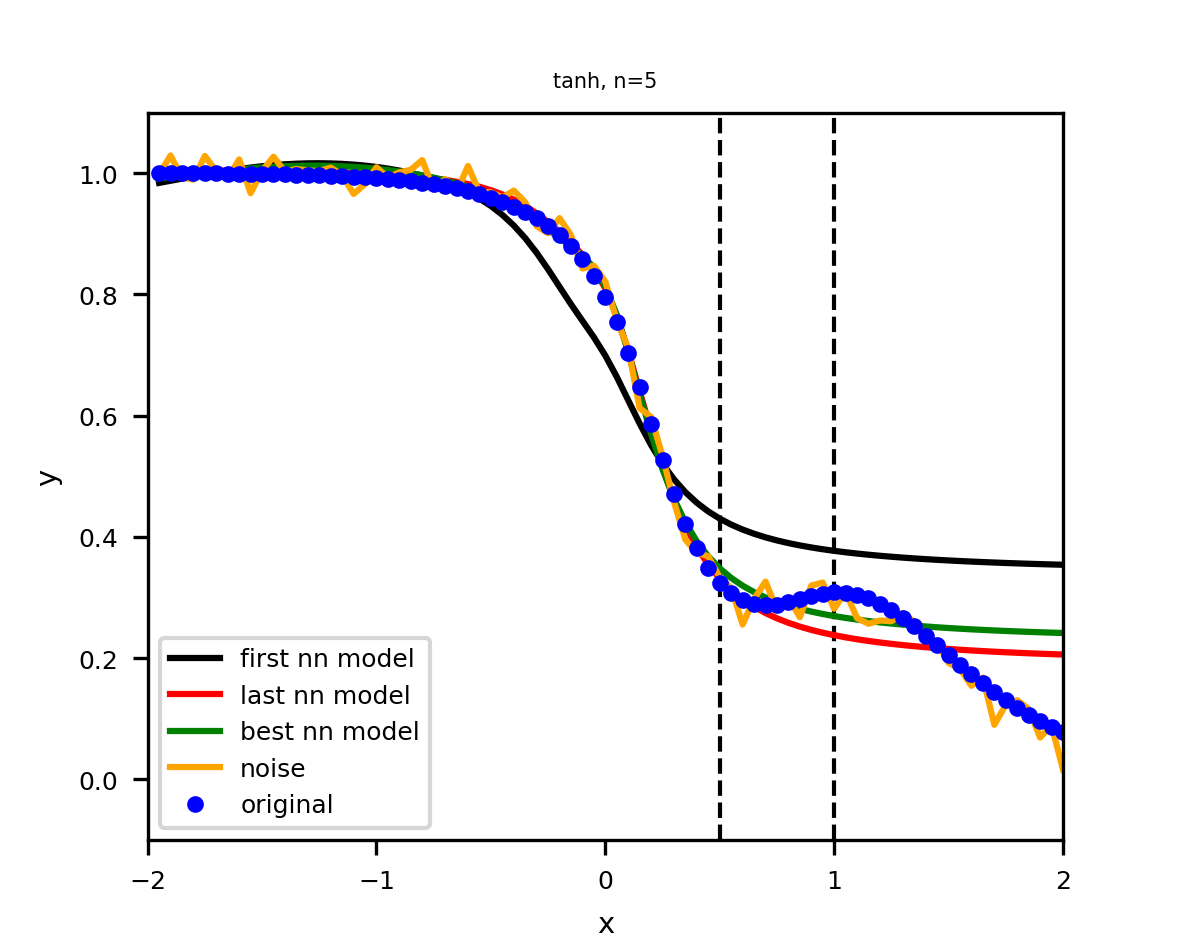 tanh, n=5
y
1.0
0.8
0.6
0.4
0.2
0.0
first nn model
last nn model
best nn model
noise
original
−2
−1
0
1
2
x